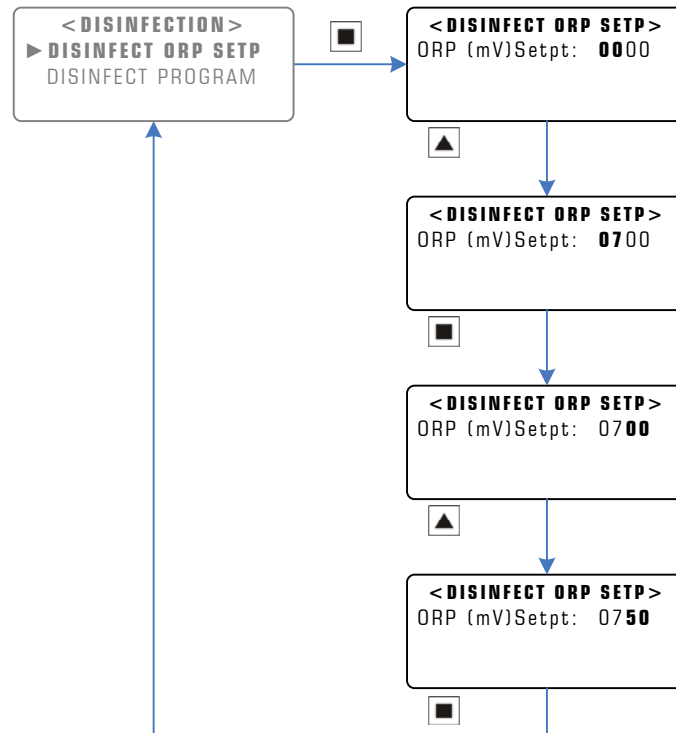 <DISINFECTION>
►DISINFECT ORP SETP
DISINFECT PROGRAM
<DISINFECT ORP SETP>
ORP (mV)Setpt: 0000
<DISINFECT ORP SETP>
ORP (mV)Setpt: 0700
<DISINFECT ORP SETP>
ORP (mV)Setpt: 0700
<DISINFECT ORP SETP>
ORP (mV)Setpt: 0750